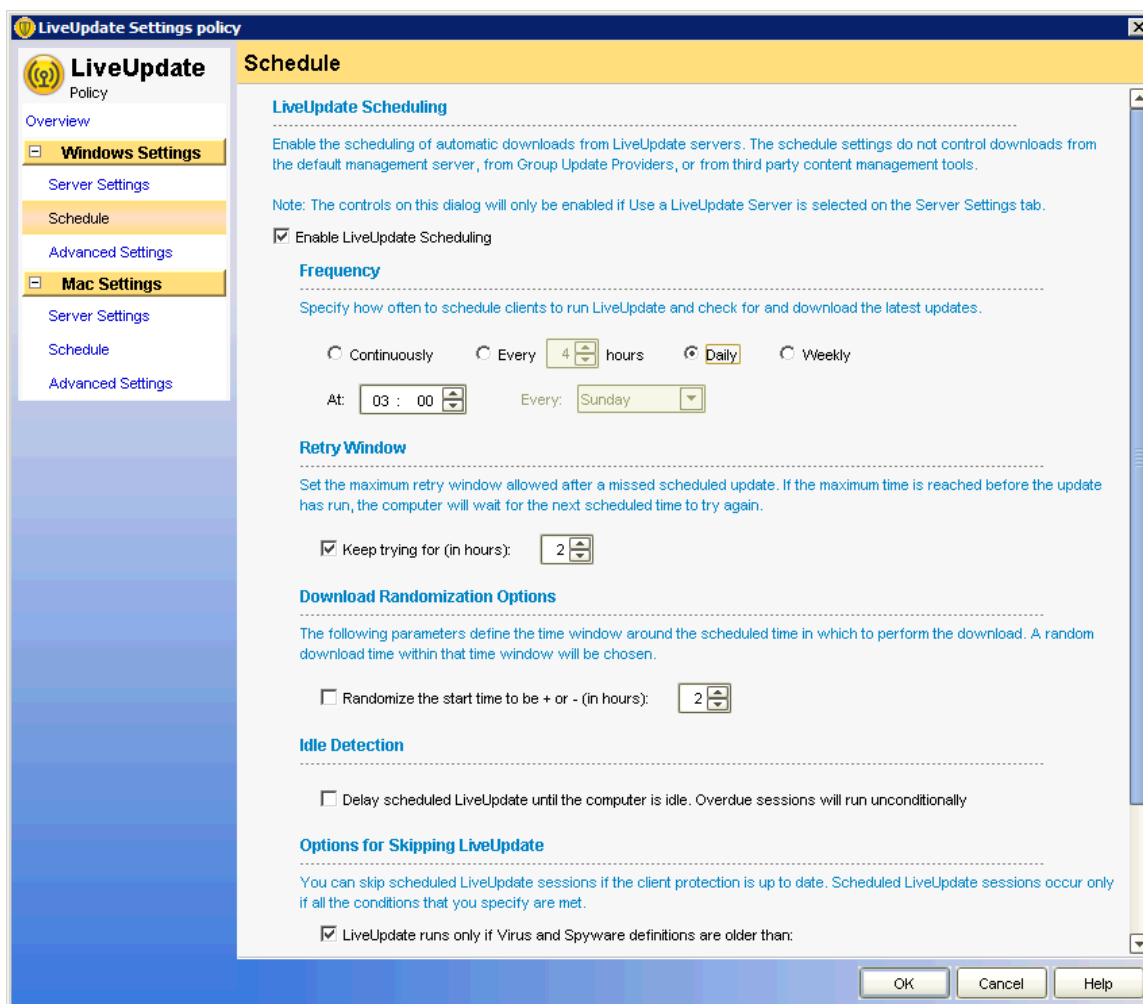 LiveUpdate Settings policy
LiveUpdate
Policy
Overview
Windows Settings
Server Settings
Schedule
Advanced Settings
Mac Settings
Server Settings
Schedule
Advanced Settings
Schedule
LiveUpdate Scheduling
Enable the scheduling of automatic downloads from LiveUpdate servers. The schedule settings do not control downloads from
the default management server, from Group Update Providers, or from third party content management tools.
Note: The controls on this dialog will only be enabled if Use a LiveUpdate Server is selected on the Server Settings tab.
Enable LiveUpdate Scheduling
Frequency
Specify how often to schedule clients to run LiveUpdate and check for and download the latest updates.
Continuously Every 4 hours Daily Weekly
At: 03 : 00 Every: Sunday
Retry Window
Set the maximum retry window allowed after a missed scheduled update. If the maximum time is reached before the update
has run, the computer will wait for the next scheduled time to try again.
Keep trying for (in hours): 2
Download Randomization Options
The following parameters define the time window around the scheduled time in which to perform the download. A random
download time within that time window will be chosen.
Randomize the start time to be + or - (in hours): 2
Idle Detection
Delay scheduled LiveUpdate until the computer is idle. Overdue sessions will run unconditionally
Options for Skipping LiveUpdate
You can skip scheduled LiveUpdate sessions if the client protection is up to date. Scheduled LiveUpdate sessions occur only
if all the conditions that you specify are met.
LiveUpdate runs only if Virus and Spyware definitions are older than:
OK Cancel Help